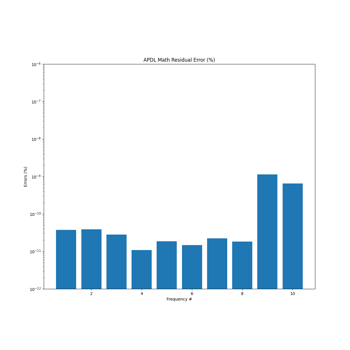 APDL Math Residual Error (%)
10⁻⁶
10⁻⁷
10⁻⁸
10⁻⁹
10⁻¹⁰
10⁻¹¹
10⁻¹²
Errors (%)
2 4 6 8 10
Frequency #